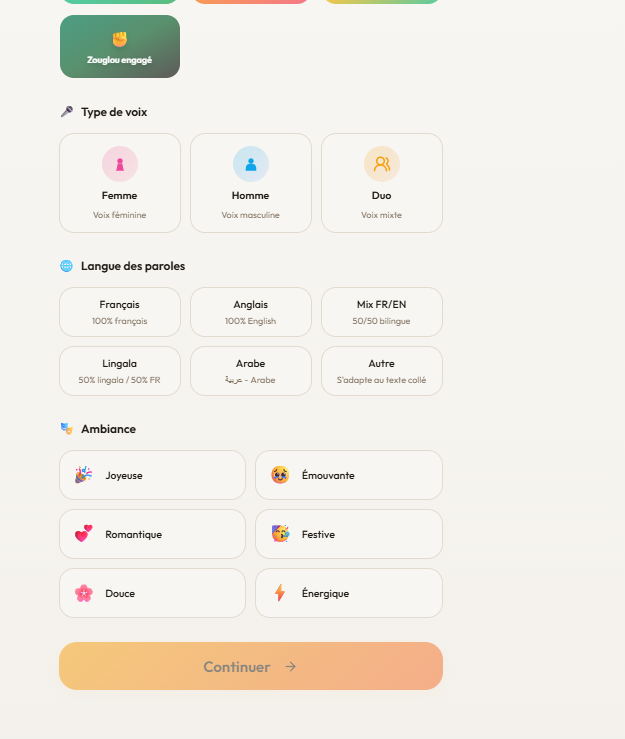 Zouglou engagé
Type de voix
Femme
Homme
Duo
Voix féminine
Voix masculine
Voix mixte
Langue des paroles
Français
Anglais
Mix FR/EN
100% français
100% English
50/50 bilingue
Lingala
Arabe
Autre
50% lingala / 50% FR
عربية - Arabe
S'adapte au texte collé
Ambiance
Joyeuse
Émouvante
Romantique
Festive
Douce
Énergique
Continuer →